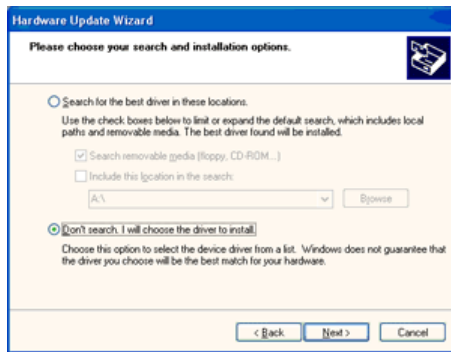 Hardware Update Wizard
Please choose your search and installation options.
Search for the best driver in these locations.
Use the check boxes below to limit or expand the default search, which includes local
paths and removable media. The best driver found will be installed.
Search removable media (floppy, CD-ROM...)
Include this location in the search:
A:\
Browse
Don't search. I will choose the driver to install.
Choose this option to select the device driver from a list. Windows does not guarantee that
the driver you choose will be the best match for your hardware.
< Back Next > Cancel